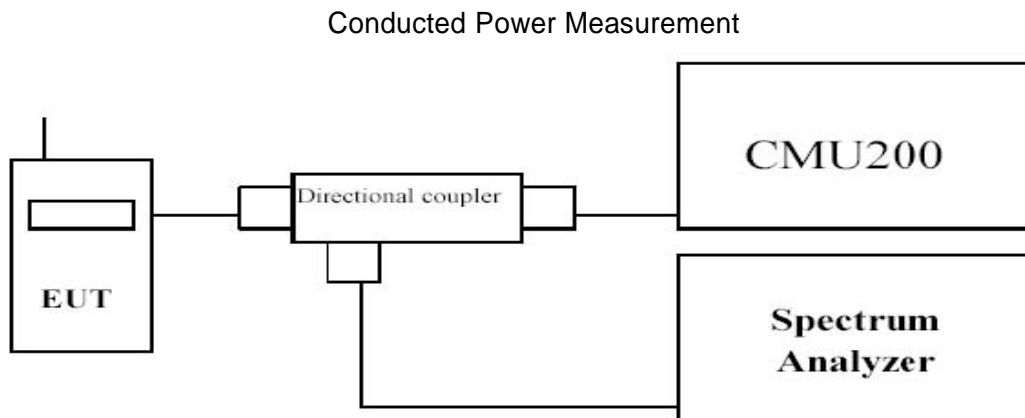 Conducted Power Measurement
CMU200
Directional coupler
EUT
Spectrum
Analyzer